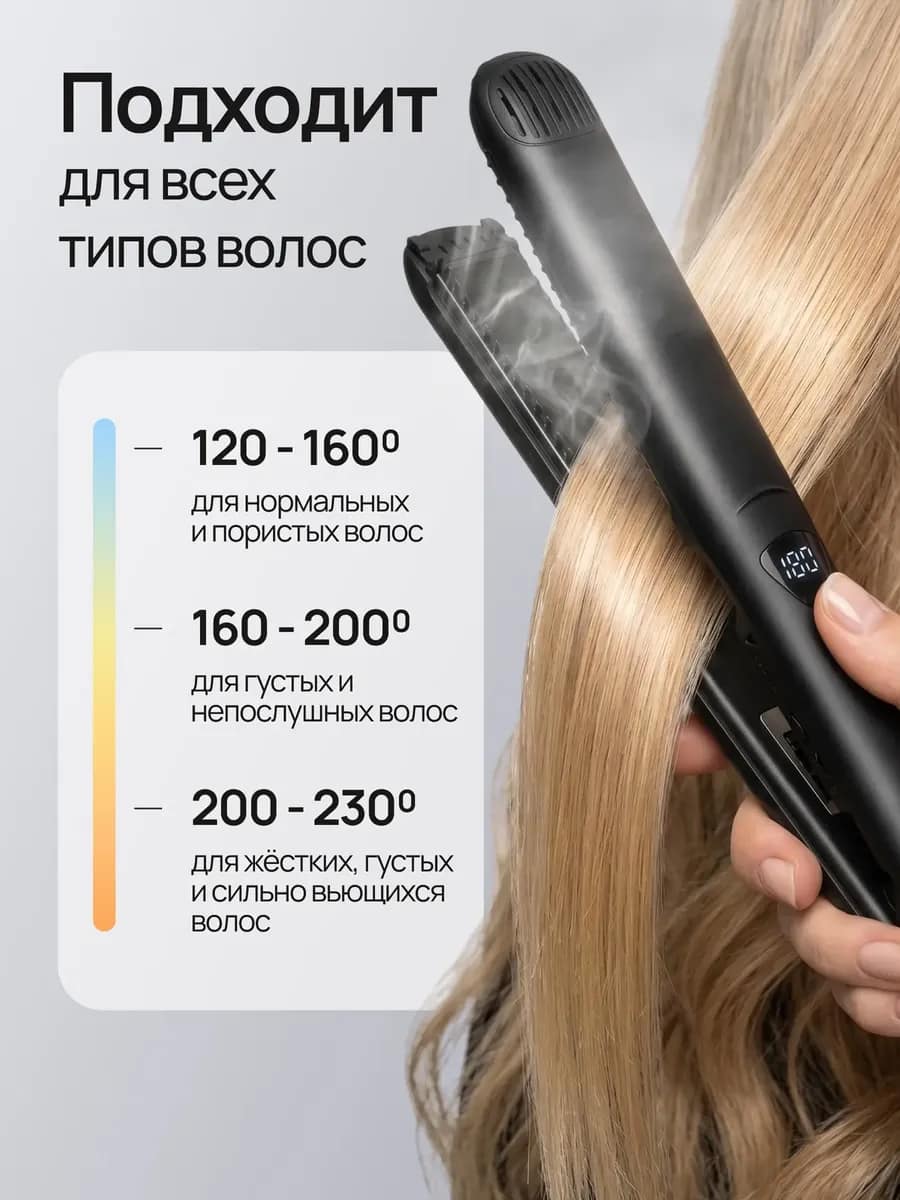 Подходит
для всех
типов волос
120 - 160⁰
для нормальных
и пористых волос
160 - 200⁰
для густых и
непослушных волос
200 - 230⁰
для жёстких, густых
и сильно вьющихся
волос
180